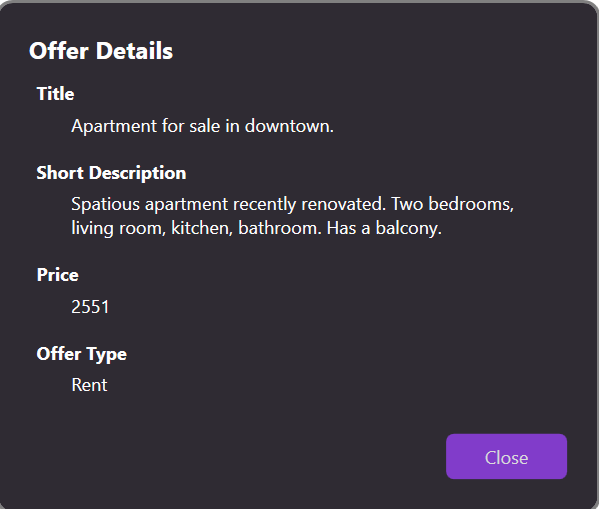 Offer Details
Title
Apartment for sale in downtown.
Short Description
Spatious apartment recently renovated. Two bedrooms,
living room, kitchen, bathroom. Has a balcony.
Price
2551
Offer Type
Rent
Close